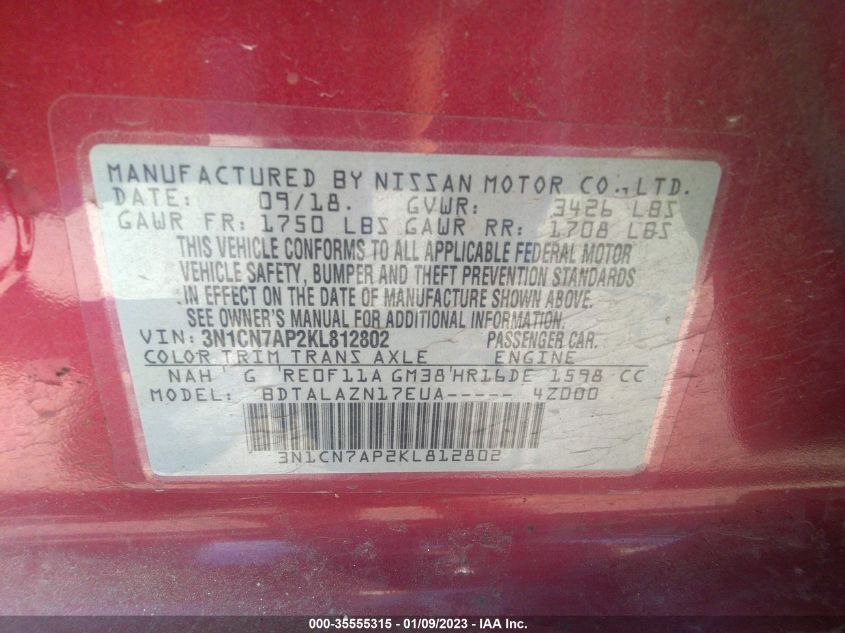 MANUFACTURED BY NISSAN MOTOR CO., LTD.
DATE: 09/18. GVWR: 3426 LBS
GAWR FR: 1750 LBS GAWR RR: 1708 LBS
THIS VEHICLE CONFORMS TO ALL APPLICABLE FEDERAL MOTOR
VEHICLE SAFETY, BUMPER AND THEFT PREVENTION STANDARDS
IN EFFECT ON THE DATE OF MANUFACTURE SHOWN ABOVE.
SEE OWNER'S MANUAL FOR ADDITIONAL INFORMATION.
VIN: 3N1CN7AP2KL812802 PASSENGER CAR.
COLOR TRIM TRANS AXLE ENGINE
NAH ' G 'RE0F11A GM38'HR16DE 1598 CC
MODEL: BDTALAZN17EUA----- 4Z000
3N1CN7AP2KL812802
000-35555315 / 01/09/2023 - IAA Inc.